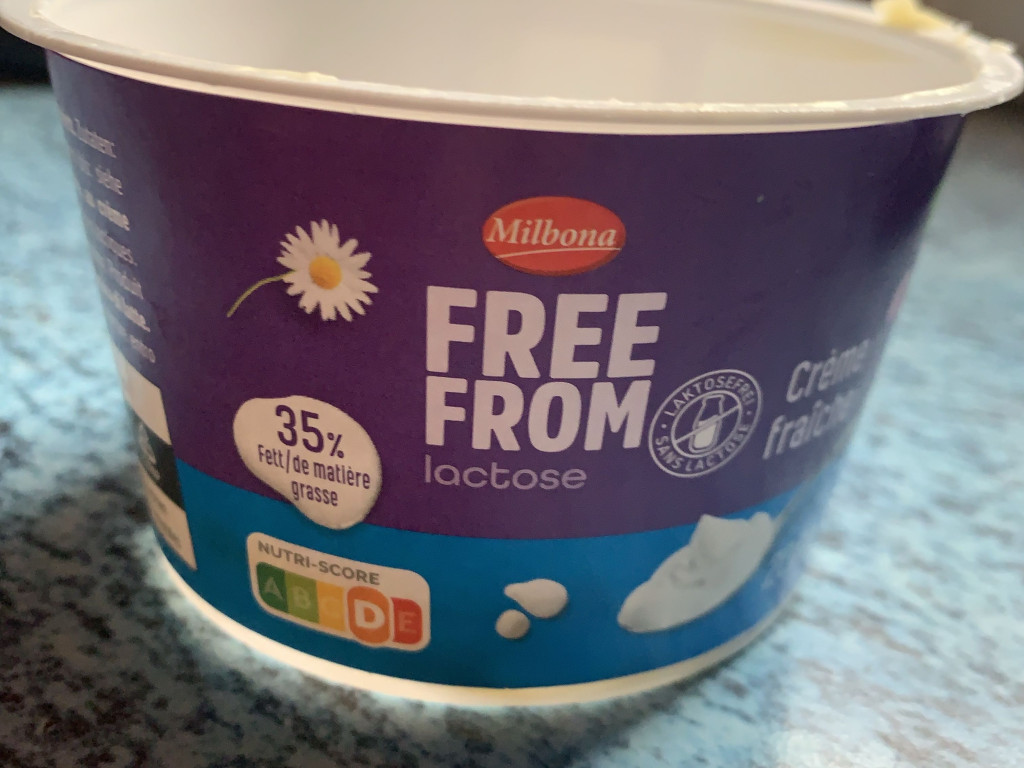 Milbona
FREE
FROM
lactose
LAKTOSEFREI
SANS LACTOSE
Crème
fraîche
35%
Fett/de matière
grasse
NUTRI-SCORE
A B C D E